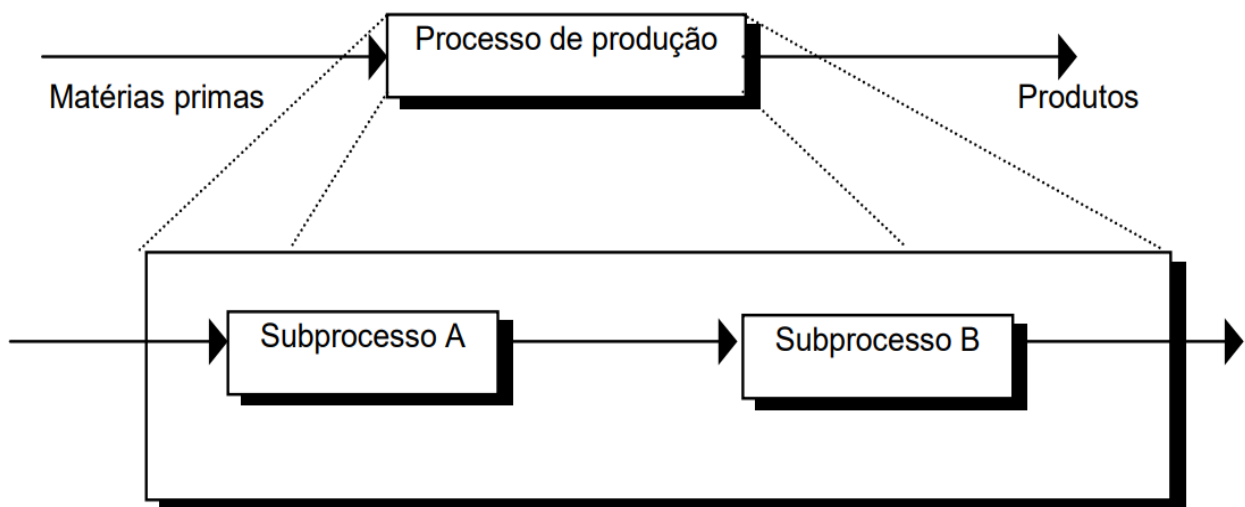 Processo de produção
Matérias primas
Produtos
Subprocesso A
Subprocesso B